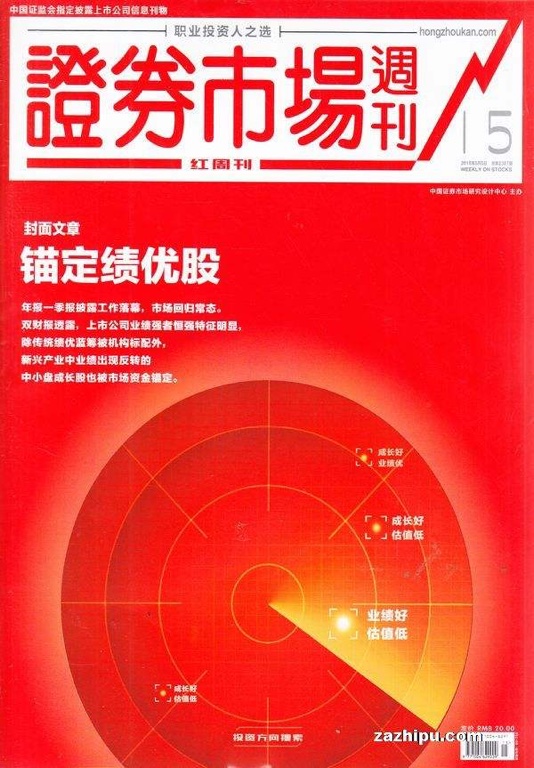 中国证监会指定披露上市公司信息刊物
职业投资人之选
hongzhoukan.com
證券市場
週刊
15
WEEKLY ON STOCKS
红周刊
中国证券市场研究设计中心 主办
封面文章
锚定绩优股
年报一季报披露工作落幕，市场回归常态。
双财报透露，上市公司业绩强者恒强特征明显，
除传统绩优蓝筹被机构标配外，
新兴产业中业绩出现反转的
中小盘成长股也被市场资金锚定。
成长好
业绩优
成长好
估值低
业绩好
估值低
成长好
估值低
投资方向搜索
定价 RMB 20.00
zazhipu.com